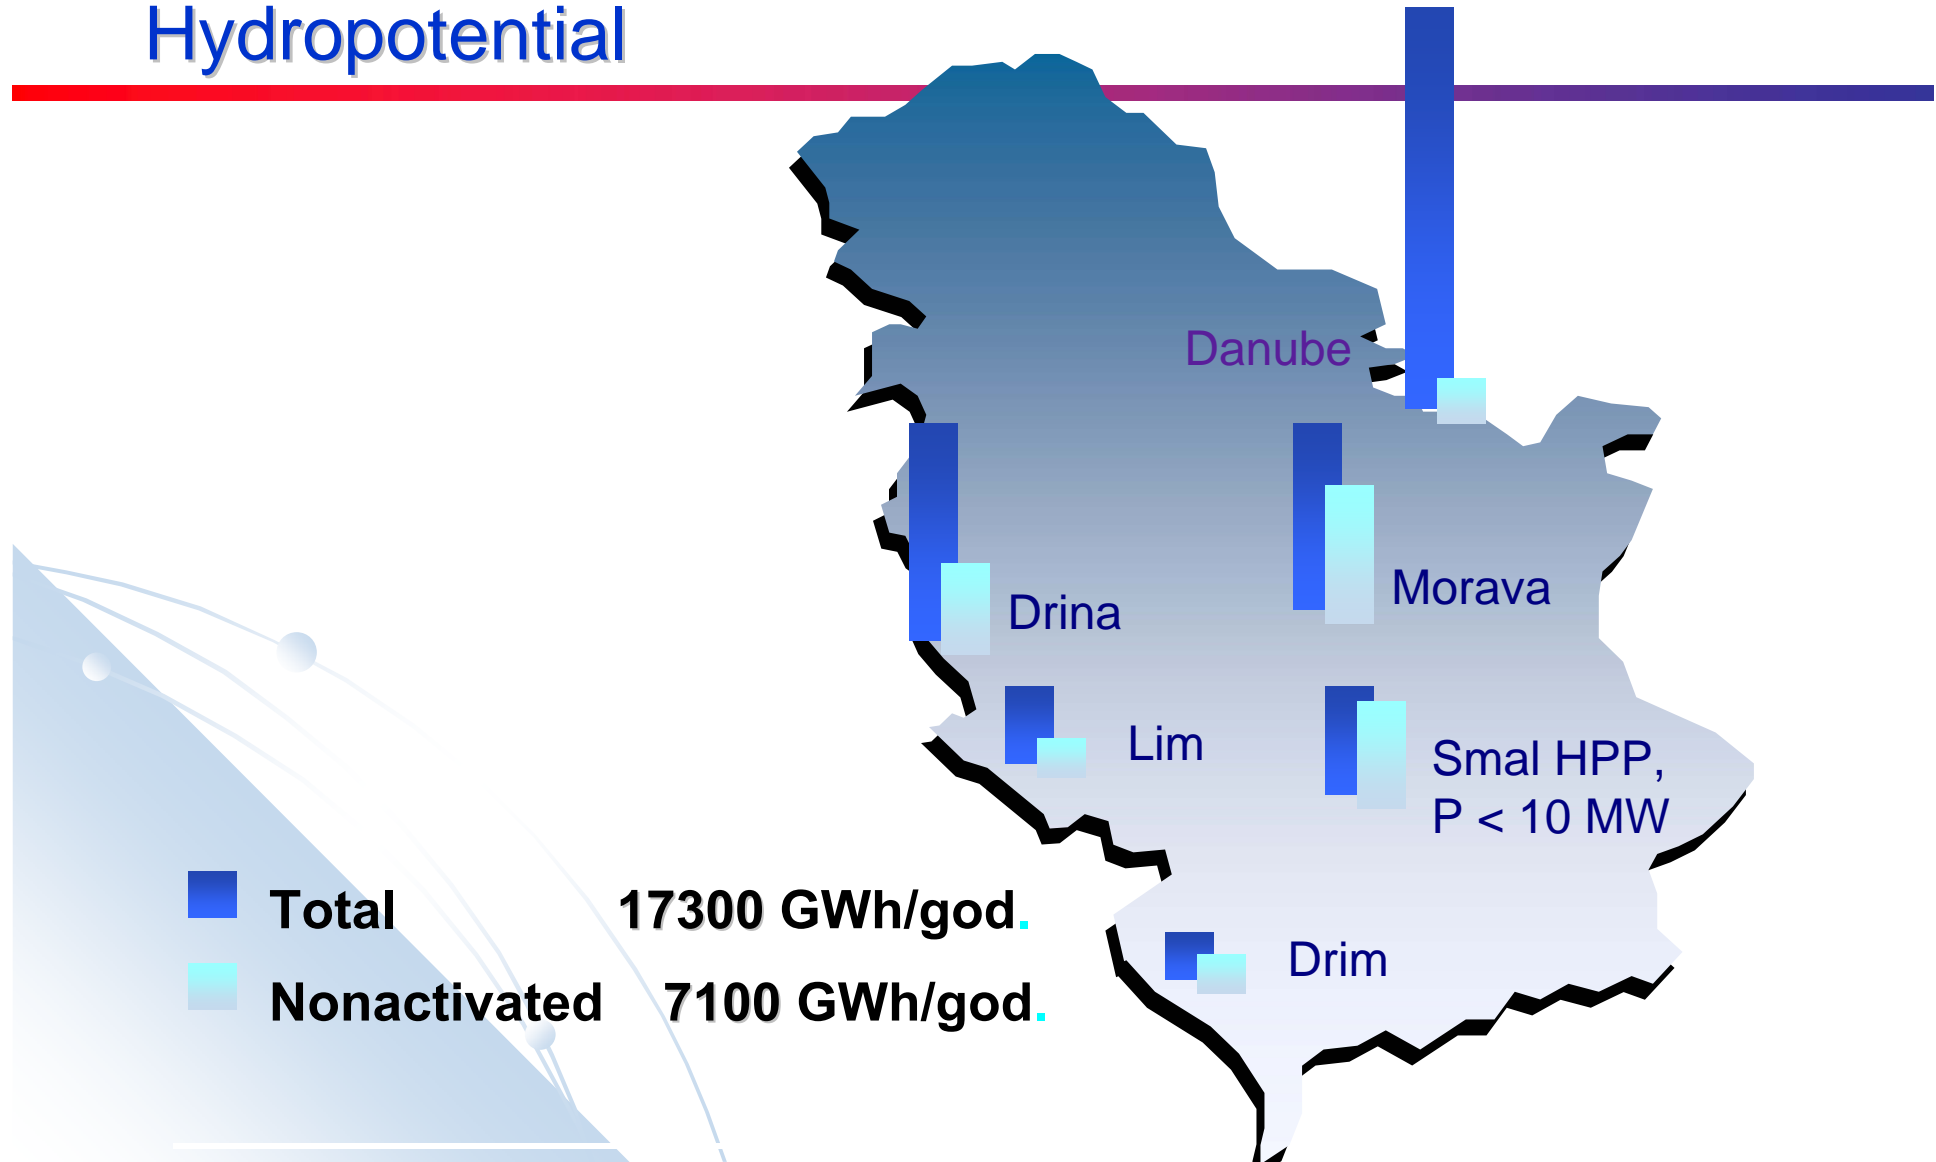 Hydropotential
Danube
Morava
Drina
Lim
Smal HPP,
P < 10 MW
Total 17300 GWh/god.
Drim
Nonactivated 7100 GWh/god.